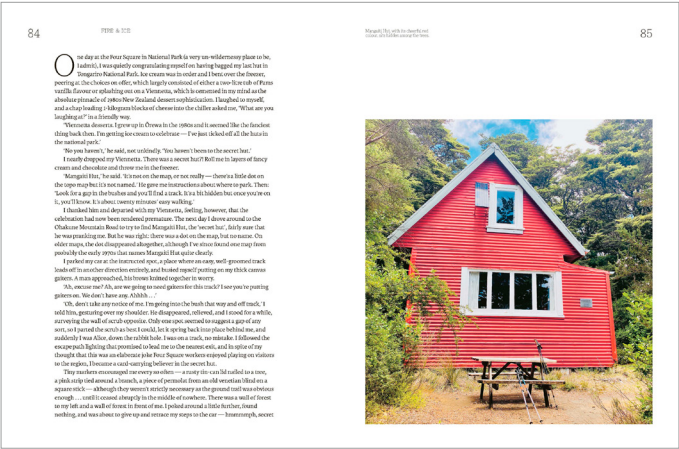 84
FIRE & ICE
One day at the Four Square in National Park (a very un-wilderness place to be,
I admit), I was quietly congratulating myself on having bagged my last hut in
Tongariro National Park. Ice cream was in order and I bent over the freezer,
peering at the choices on offer, which largely consisted of either a two-litre tub of
vanilla flavour or splashing out on a Viennetta, which is cemented in my mind as the
absolute pinnacle of 1980s New Zealand dessert sophistication. I laughed to myself,
and a chap loading 1-kilogram blocks of cheese into the chiller asked me, ‘What are you
laughing at?’ in a friendly way.
‘Viennetta desserts. I grew up in Ōrewa in the 1980s and it seemed like the fanciest
thing back then. I’m getting ice cream to celebrate — I’ve just ticked off all the huts in
the national park.’
‘No you haven’t,’ he said, not unkindly. ‘You haven’t been to the secret hut.’
I nearly dropped my Viennetta. There was a secret hut?! Roll me in layers of fancy
cream and chocolate and throw me in the freezer.
‘Mangaiti Hut,’ he said. ‘It’s not on the map, or not really — there’s a little dot on
the topo map but it’s not named.’ He gave me instructions about where to park. Then:
‘Look for a gap in the bushes and you’ll find a track. It’s a bit hidden but once you’re on
it, you’ll know. It’s about twenty minutes’ easy walking.’
I thanked him and departed with my Viennetta, feeling, however, that the
celebration had now been rendered premature. The next day I drove around to the
Ohakune Mountain Road to try to find Mangaiti Hut, the ‘secret hut’, fairly sure that
he was pranking me. But he was right: there was a dot on the map, but no name. On
older maps, the dot disappeared altogether, although I’ve since found one map from
probably the early 1970s that names Mangaiti Hut quite clearly.
I parked my car at the instructed spot, a place where an easy, well-groomed track
leads off in another direction entirely, and busied myself putting on my thick canvas
gaiters. A man approached, his brows knitted together in worry.
‘Ah, excuse me? Ah, are we going to need gaiters for this track? I see you’re putting
gaiters on. We don’t have any. Ahhhh . . .’
‘Oh, don’t take any notice of me. I’m going into the bush that way and off track,’ I
told him, gesturing over my shoulder. He disappeared, relieved, and I stood for a while,
surveying the wall of scrub opposite. Only one spot seemed to suggest a gap of any
sort, so I parted the scrub as best I could, let it spring back into place behind me, and
suddenly I was Alice, down the rabbit hole. I was on a track, no mistake. I followed the
escape path lighting that promised to lead me to the nearest exit, and in spite of my
thought that this was an elaborate joke Four Square workers enjoyed playing on visitors
to the region, I became a card-carrying believer in the secret hut.
Tiny markers encouraged me every so often — a rusty tin-can lid nailed to a tree,
a pink strip tied around a branch, a piece of permolat from an old venetian blind on a
square stick — although they weren’t strictly necessary as the ground trail was obvious
enough . . . until it ceased abruptly in the middle of nowhere. There was a wall of forest
to my left and a wall of forest in front of me. I poked around a little further, found
nothing, and was about to give up and retrace my steps to the car — hrummph, secret
Mangaiti Hut, with
85